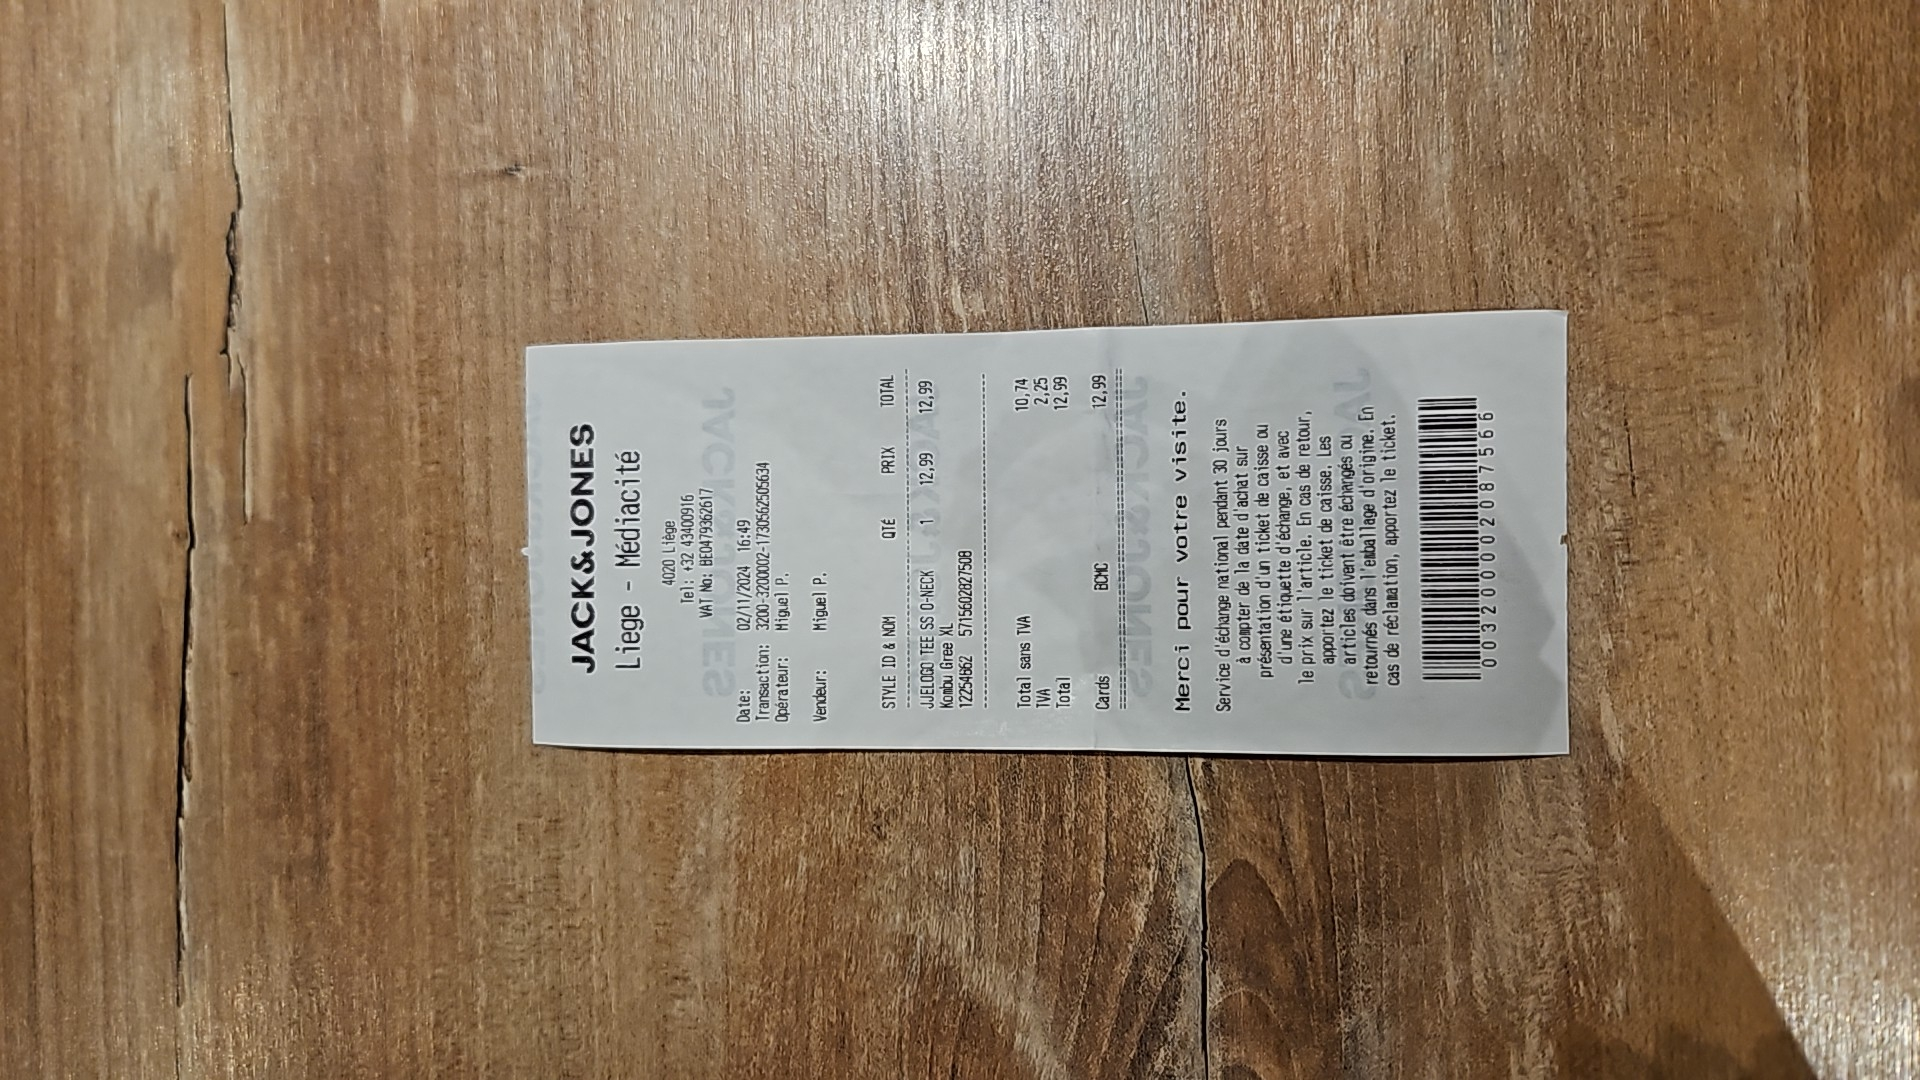 JACK&JONES
Liege - Médiacité
4020 Liège
Tel: +32 43400916
VAT No: BE0479362617
Date: 02/11/2024 16:49
Transaction: 3200-3200002-1730562505634
Opérateur: Miguel P.
Vendeur: Miguel P.
STYLE ID & NOM QTÉ PRIX TOTAL
JJELOGO TEE SS O-NECK 1 12,99 12,99
Kombu Gree XL
12254862 5715602827508
Total sans TVA 10,74
TVA 2,25
Total 12,99
Cards BCMC 12,99
Merci pour votre visite.
Service d'échange national pendant 30 jours
à compter de la date d'achat sur
présentation d'un ticket de caisse ou
d'une étiquette d'échange, et avec
le prix sur l'article. En cas de retour,
apportez le ticket de caisse. Les
articles doivent être échangés ou
retournés dans l'emballage d'origine. En
cas de réclamation, apportez le ticket.
003200002087566